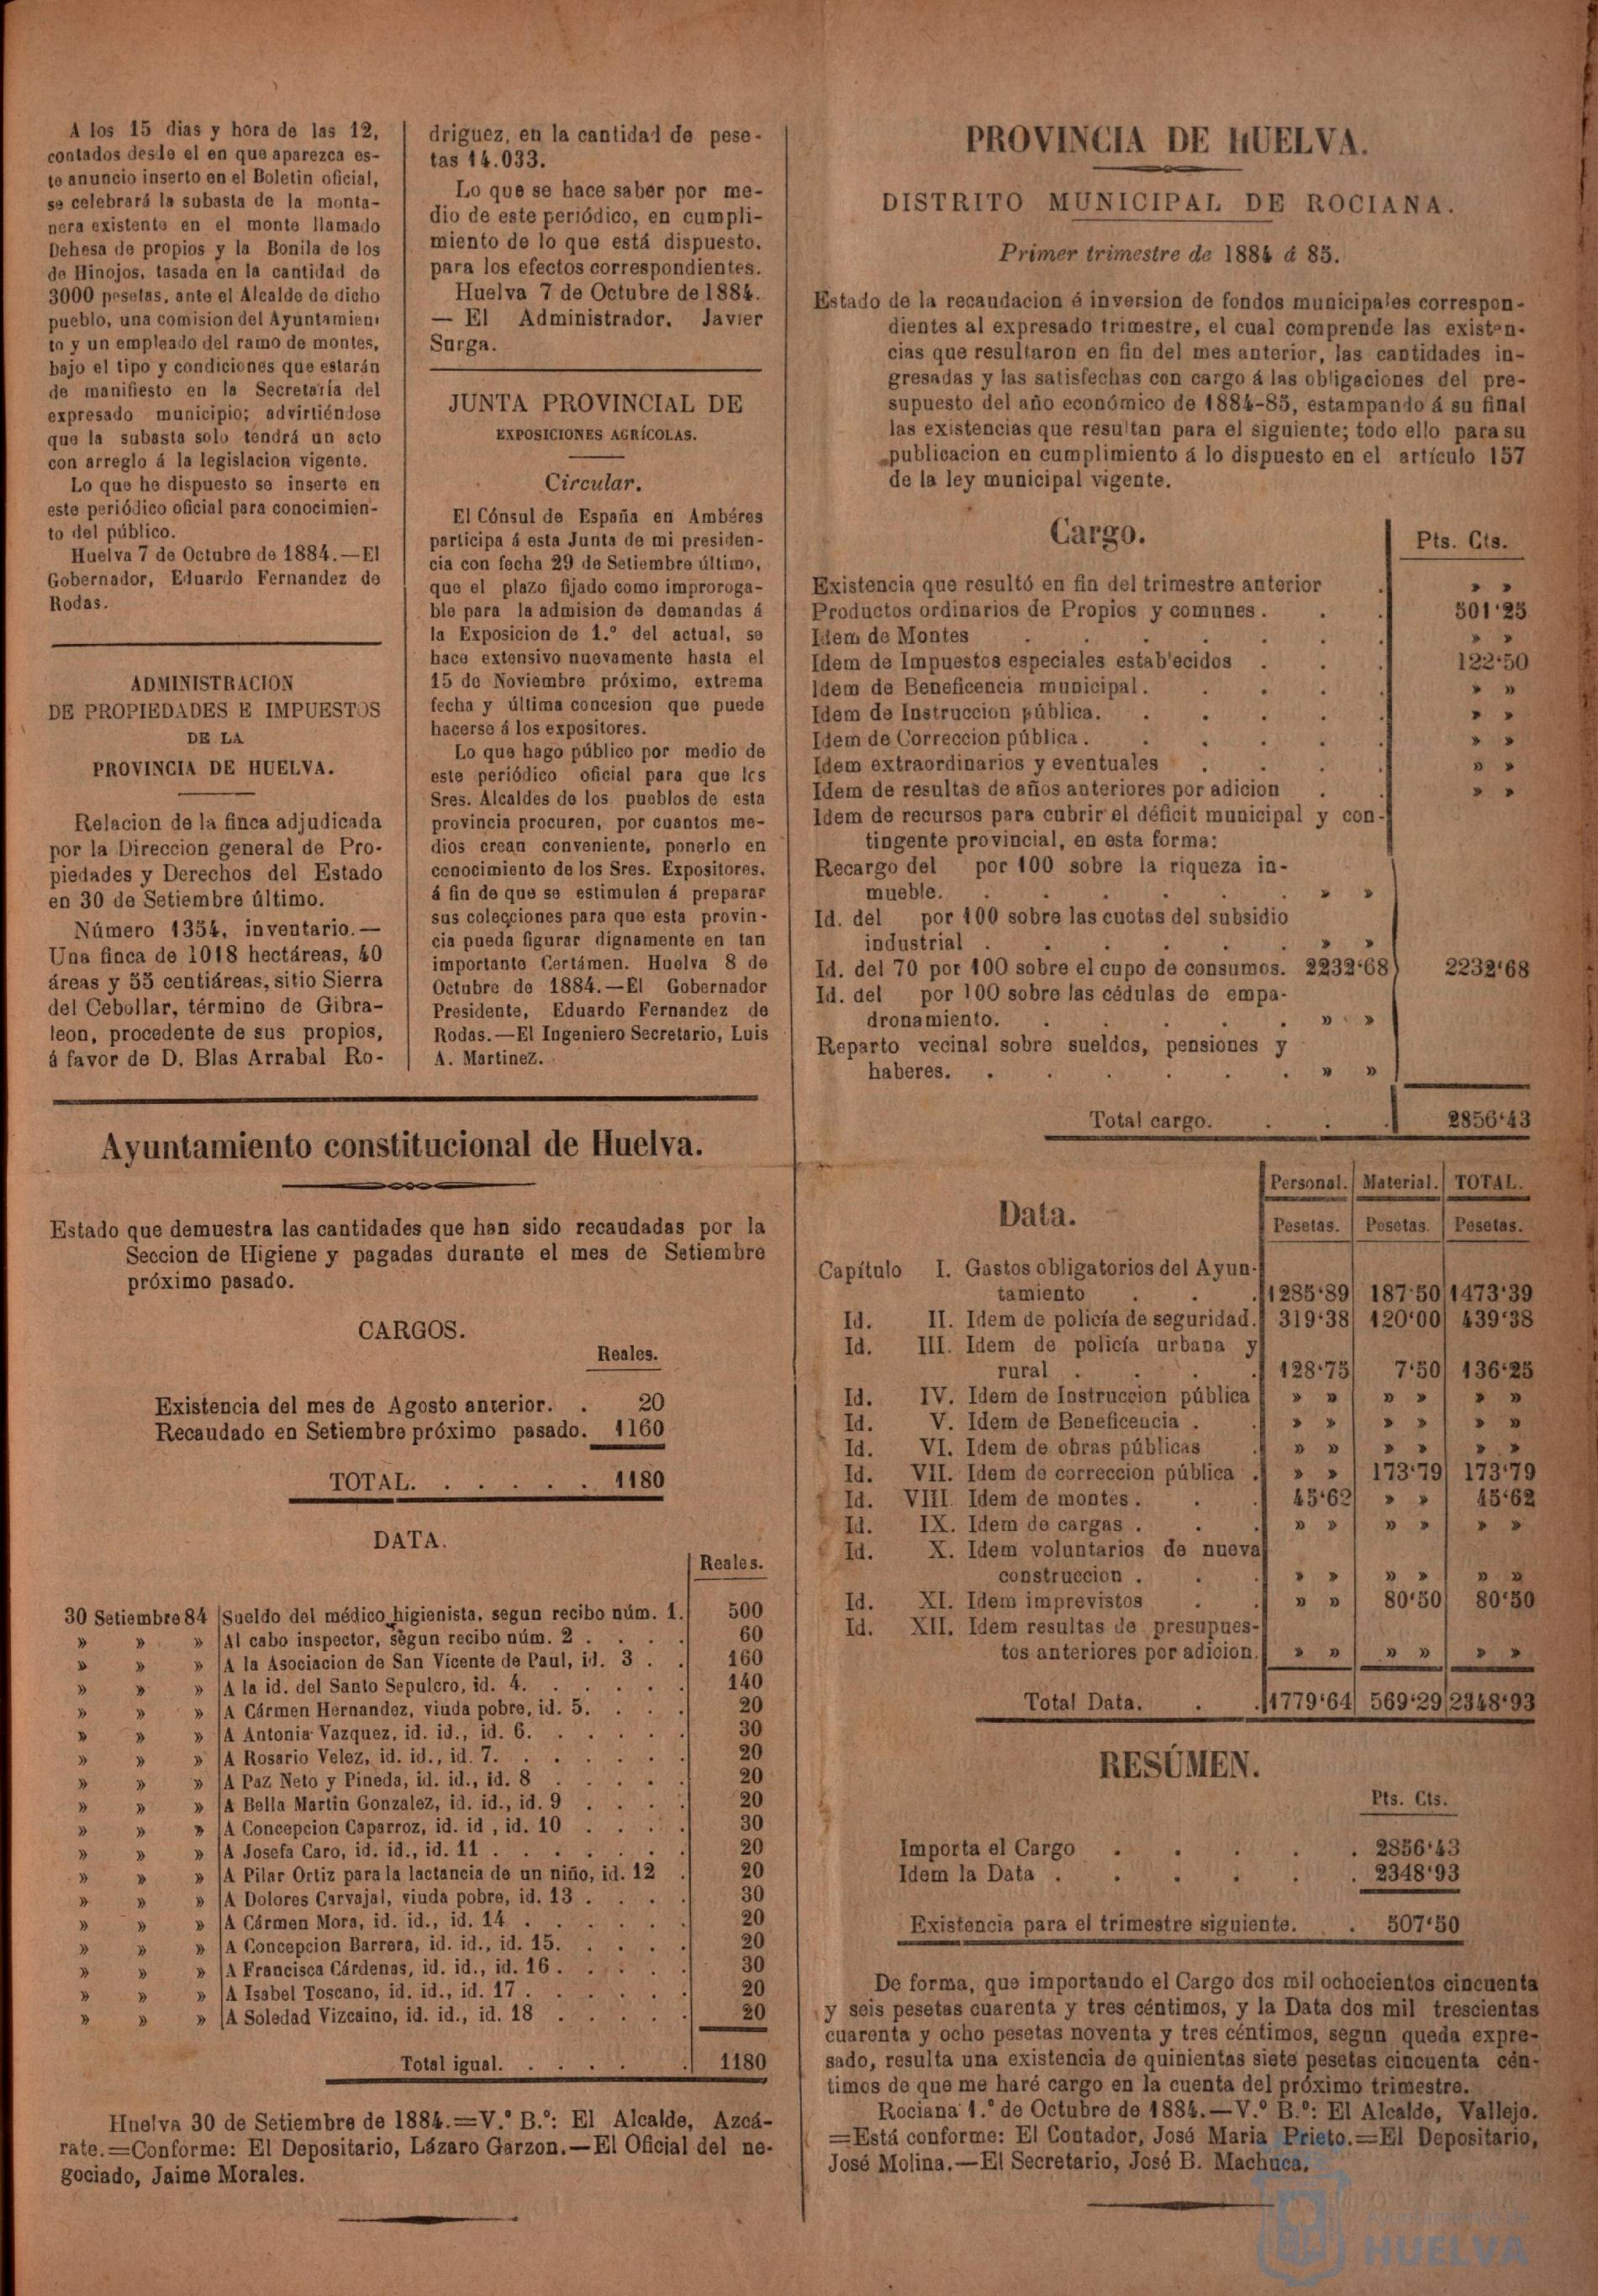 A los 15 dias y hora de las 12,
contados desde el en que aparezca es-
te anuncio inserto en el Boletin oficial,
se celebrará la subasta de la monta-
nera existente en el monte llamado
Dehesa de propios y la Bonila de los
de Hinojos, tasada en la cantidad de
3000 pesetas, ante el Alcalde de dicho
pueblo, una comision del Ayuntamien-
to y un empleado del ramo de montes,
bajo el tipo y condiciones que estarán
de manifiesto en la Secretaría del
expresado municipio; advirtiéndose
que la subasta solo tendrá un acto
con arreglo á la legislacion vigente.
Lo que he dispuesto se inserte en
este periódico oficial para conocimien-
to del público.
Huelva 7 de Octubre de 1884.—El
Gobernador, Eduardo Fernandez de
Rodas.
ADMINISTRACION
DE PROPIEDADES E IMPUESTOS
DE LA
PROVINCIA DE HUELVA.
Relacion de la finca adjudicada
por la Direccion general de Pro-
piedades y Derechos del Estado
en 30 de Setiembre último.
Número 1354, inventario.—
Una finca de 1018 hectáreas, 40
áreas y 55 centiáreas, sitio Sierra
del Cebollar, término de Gibra-
leon, procedente de sus propios,
á favor de D. Blas Arrabal Ro-
driguez, en la cantidad de pese-
tas 14.033.
Lo que se hace saber por me-
dio de este periódico, en cumpli-
miento de lo que está dispuesto,
para los efectos correspondientes.
Huelva 7 de Octubre de 1884.
— El Administrador, Javier
Surga.
JUNTA PROVINCIAL DE
EXPOSICIONES AGRÍCOLAS.
Circular.
El Cónsul de España en Ambéres
participa á esta Junta de mi presiden-
cia con fecha 29 de Setiembre último,
que el plazo fijado como improroga-
ble para la admision de demandas á
la Exposicion de 1.º del actual, se
hace extensivo nuevamente hasta el
15 de Noviembre próximo, extrema
fecha y última concesion que puede
hacerse á los expositores.
Lo que hago público por medio de
este periódico oficial para que los
Sres. Alcaldes de los pueblos de esta
provincia procuren, por cuantos me-
dios crean conveniente, ponerlo en
conocimiento de los Sres. Expositores,
á fin de que se estimulen á preparar
sus colecciones para que esta provin-
cia pueda figurar dignamente en tan
importante Certámen. Huelva 8 de
Octubre de 1884.—El Gobernador
Presidente, Eduardo Fernandez de
Rodas.—El Ingeniero Secretario, Luis
A. Martinez.
Ayuntamiento constitucional de Huelva.
Estado que demuestra las cantidades que han sido recaudadas por la
Seccion de Higiene y pagadas durante el mes de Setiembre
próximo pasado.
CARGOS.
Reales.
Existencia del mes de Agosto anterior. . 20
Recaudado en Setiembre próximo pasado. 1160
TOTAL. . . . . . 1180
DATA.
Reales.
30 Setiembre 84 Sueldo del médico higienista, segun recibo núm. 1. 500
» » » Al cabo inspector, segun recibo núm. 2 . . . . 60
» » » A la Asociacion de San Vicente de Paul, id. 3 . . 160
» » » A la id. del Santo Sepulcro, id. 4. . . . . . 140
» » » A Cármen Hernandez, viuda pobre, id. 5. . . . 20
» » » A Antonia Vazquez, id. id., id. 6. . . . . . 30
» » » A Rosario Velez, id. id., id. 7. . . . . . . 20
» » » A Paz Neto y Pineda, id. id., id. 8 . . . . . 20
» » » A Bella Martin Gonzalez, id. id., id. 9 . . . . 20
» » » A Concepcion Caparroz, id. id , id. 10 . . . . 30
» » » A Josefa Caro, id. id., id. 11 . . . . . . . 20
» » » A Pilar Ortiz para la lactancia de un niño, id. 12 . 20
» » » A Dolores Carvajal, viuda pobre, id. 13 . . . . 30
» » » A Cármen Mora, id. id., id. 14 . . . . . . 20
» » » A Concepcion Barrera, id. id., id. 15. . . . . 20
» » » A Francisca Cárdenas, id. id., id. 16 . . . . . 30
» » » A Isabel Toscano, id. id., id. 17 . . . . . . 20
» » » A Soledad Vizcaino, id. id., id. 18 . . . . . 20
Total igual. . . . . . 1180
Huelva 30 de Setiembre de 1884.=V.º B.º: El Alcalde, Azcá-
rate.=Conforme: El Depositario, Lázaro Garzon.—El Oficial del ne-
gociado, Jaime Morales.
PROVINCIA DE HUELVA.
DISTRITO MUNICIPAL DE ROCIANA.
Primer trimestre de 1884 á 85.
Estado de la recaudacion é inversion de fondos municipales correspon-
dientes al expresado trimestre, el cual comprende las existen-
cias que resultaron en fin del mes anterior, las cantidades in-
gresadas y las satisfechas con cargo á las obligaciones del pre-
supuesto del año económico de 1884-85, estampando á su final
las existencias que resultan para el siguiente; todo ello para su
publicacion en cumplimiento á lo dispuesto en el artículo 157
de la ley municipal vigente.
Cargo.
Pts. Cts.
Existencia que resultó en fin del trimestre anterior . » »
Productos ordinarios de Propios y comunes . . . 501‘25
Idem de Montes . . . . . . . » »
Idem de Impuestos especiales estab'ecidos . . . 122‘50
Idem de Beneficencia municipal . . . . . » »
Idem de Instruccion pública. . . . . . » »
Idem de Correccion pública . . . . . . » »
Idem extraordinarios y eventuales . . . . » »
Idem de resultas de años anteriores por adicion . . » »
Idem de recursos para cubrir el déficit municipal y con-
tingente provincial, en esta forma:
Recargo del por 100 sobre la riqueza in-
mueble. . . . . . . » »
Id. del por 100 sobre las cuotas del subsidio
industrial . . . . . . » »
Id. del 70 por 100 sobre el cupo de consumos. 2232‘68 2232‘68
Id. del por 100 sobre las cédulas de empa-
dronamiento. . . . . . » »
Reparto vecinal sobre sueldos, pensiones y
haberes. . . . . . . » »
Total cargo. . . . 2856‘43
Data.
Personal. Material. TOTAL.
Pesetas. Pesetas. Pesetas.
Capítulo I. Gastos obligatorios del Ayun-
tamiento . . . 1285‘89 187‘50 1473‘39
Id. II. Idem de policía de seguridad. 319‘38 120‘00 439‘38
Id. III. Idem de policía urbana y
rural . . . . 128‘75 7‘50 136‘25
Id. IV. Idem de Instruccion pública » » » » » »
Id. V. Idem de Beneficencia . . » » » » » »
Id. VI. Idem de obras públicas . » » » » » »
Id. VII. Idem de correccion pública . » » 173‘79 173‘79
Id. VIII. Idem de montes . . . 45‘62 » » 45‘62
Id. IX. Idem de cargas . . . » » » » » »
Id. X. Idem voluntarios de nueva
construccion . . . » » » » » »
Id. XI. Idem imprevistos . . » » 80‘50 80‘50
Id. XII. Idem resultas de presupues-
tos anteriores por adicion. » » » » » »
Total Data. . . 1779‘64 569‘29 2348‘93
RESÚMEN.
Pts. Cts.
Importa el Cargo . . . . . 2856‘43
Idem la Data . . . . . . 2348‘93
Existencia para el trimestre siguiente. . 507‘50
De forma, que importando el Cargo dos mil ochocientos cincuenta
y seis pesetas cuarenta y tres céntimos, y la Data dos mil trescientas
cuarenta y ocho pesetas noventa y tres céntimos, segun queda expre-
sado, resulta una existencia de quinientas siete pesetas cincuenta cén-
timos de que me haré cargo en la cuenta del próximo trimestre.
Rociana 1.º de Octubre de 1884.—V.º B.º: El Alcalde, Vallejo.
=Está conforme: El Contador, José Maria Prieto.=El Depositario,
José Molina.—El Secretario, José B. Machuca.
HUELVA